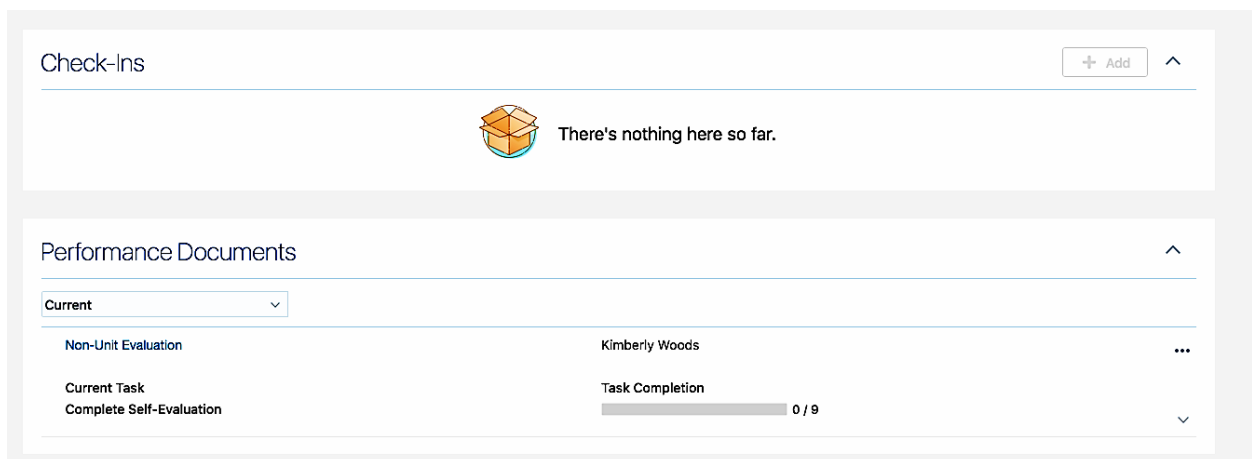 Check-Ins
Add
There's nothing here so far.
Performance Documents
Current
Non-Unit Evaluation
Kimberly Woods
Current Task
Task Completion
Complete Self-Evaluation
0 / 9